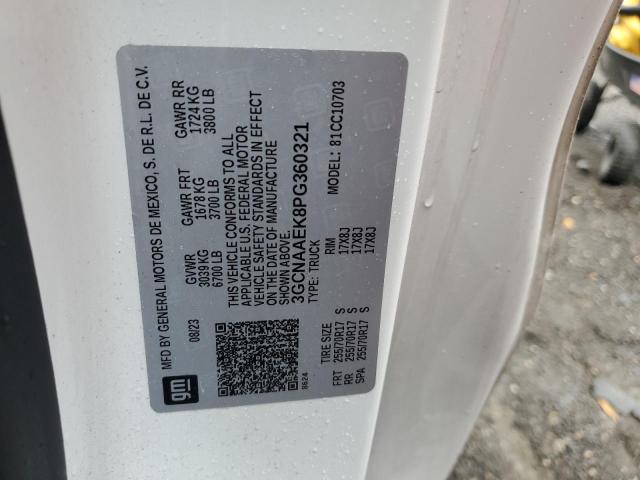 MFD BY GENERAL MOTORS DE MEXICO, S. DE R.L. DE C.V.
08/23 GVWR GAWR FRT GAWR RR
3039 KG 1678 KG 1724 KG
6700 LB 3700 LB 3800 LB
THIS VEHICLE CONFORMS TO ALL
APPLICABLE U.S. FEDERAL MOTOR
VEHICLE SAFETY STANDARDS IN EFFECT
ON THE DATE OF MANUFACTURE
SHOWN ABOVE.
3GCNAAEK8PG360321
TYPE: TRUCK MODEL: 81CC10703
TIRE SIZE RIM
FRT 255/70R17 S 17X8J
RR 255/70R17 S 17X8J
SPA 255/70R17 S 17X8J
gm